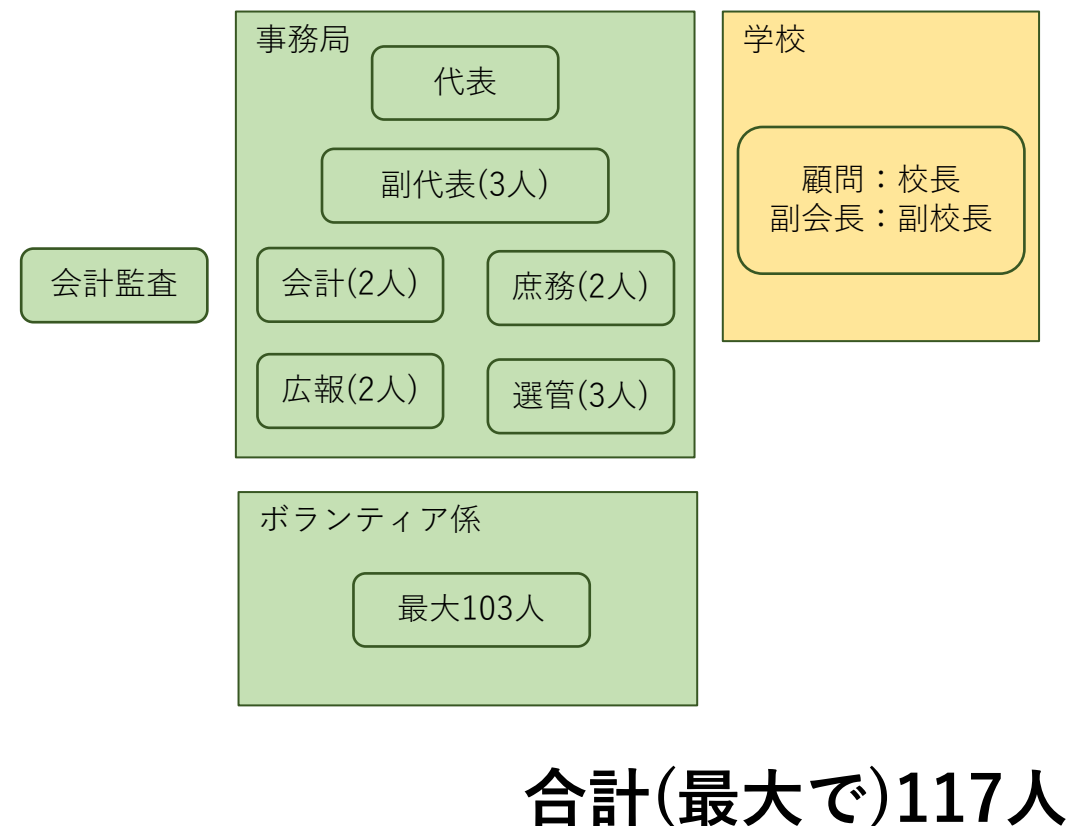 事務局
代表
副代表(3人)
会計監査
会計(2人)
庶務(2人)
広報(2人)
選管(3人)
学校
顧問：校長
副会長：副校長
ボランティア係
最大103人
合計(最大で)117人